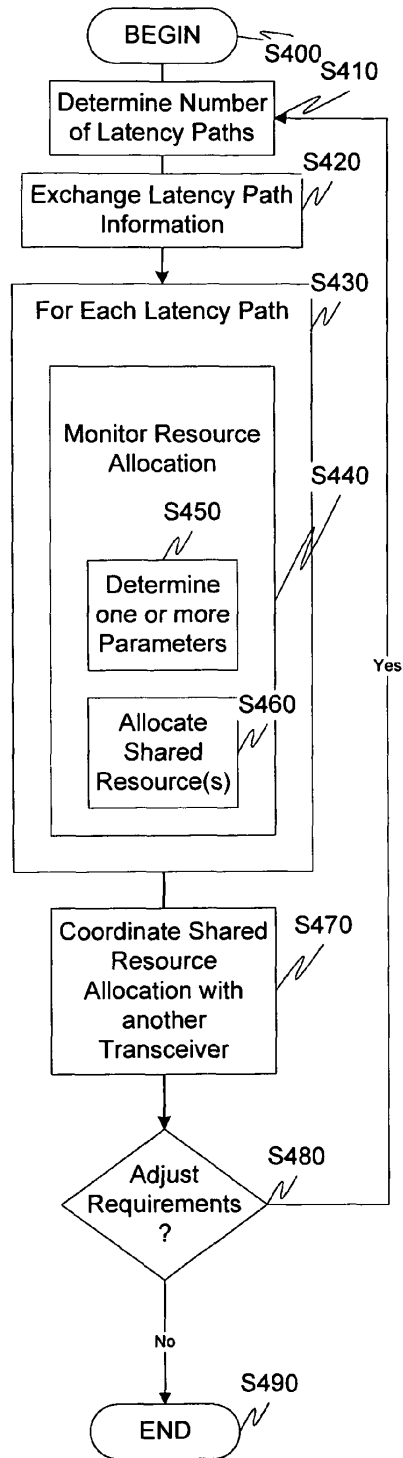 BEGIN
S400
S410
Determine Number
of Latency Paths
S420
Exchange Latency Path
Information
S430
For Each Latency Path
Monitor Resource
Allocation
S440
S450
Determine
one or more
Parameters
Yes
S460
Allocate
Shared
Resource(s)
Coordinate Shared
Resource
Allocation with
another
Transceiver
S470
S480
Adjust
Requirements
?
No
S490
END